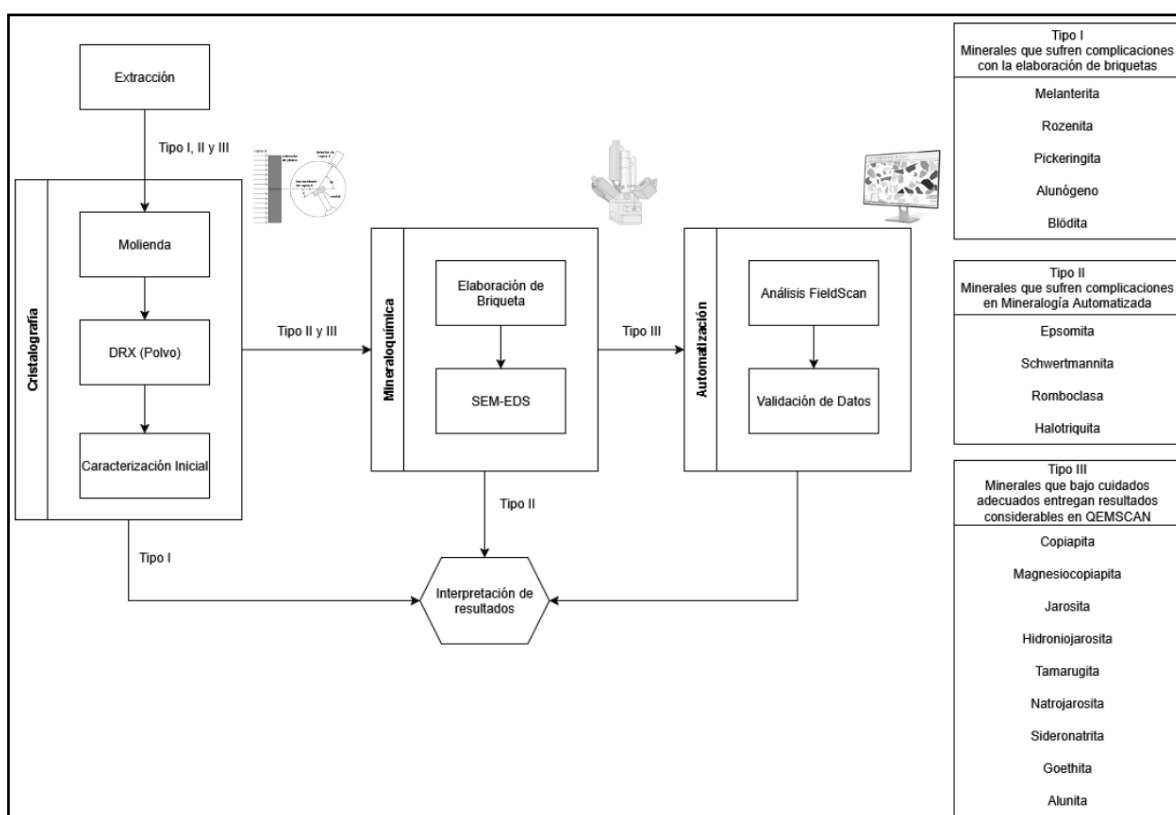 Extracción
Tipo I, II y III
Cristalografía
Molienda
DRX (Polvo)
Caracterización Inicial
Tipo I
Tipo II y III
Mineraloquímica
Elaboración de
Briqueta
SEM-EDS
Tipo II
Tipo III
Automatización
Análisis FieldScan
Validación de Datos
Interpretación de
resultados
Tipo I
Minerales que sufren complicaciones
con la elaboración de briquetas
Melanterita
Rozenita
Pickeringita
Alunógeno
Blödita
Tipo II
Minerales que sufren complicaciones
en Mineralogía Automatizada
Epsomita
Schwertmannita
Romboclasa
Halotriquita
Tipo III
Minerales que bajo cuidados
adecuados entregan resultados
considerables en QEMSCAN
Copiapita
Magnesiocopiapita
Jarosita
Hidroniojarosita
Tamarugita
Natrojarosita
Sideronatrita
Goethita
Alunita